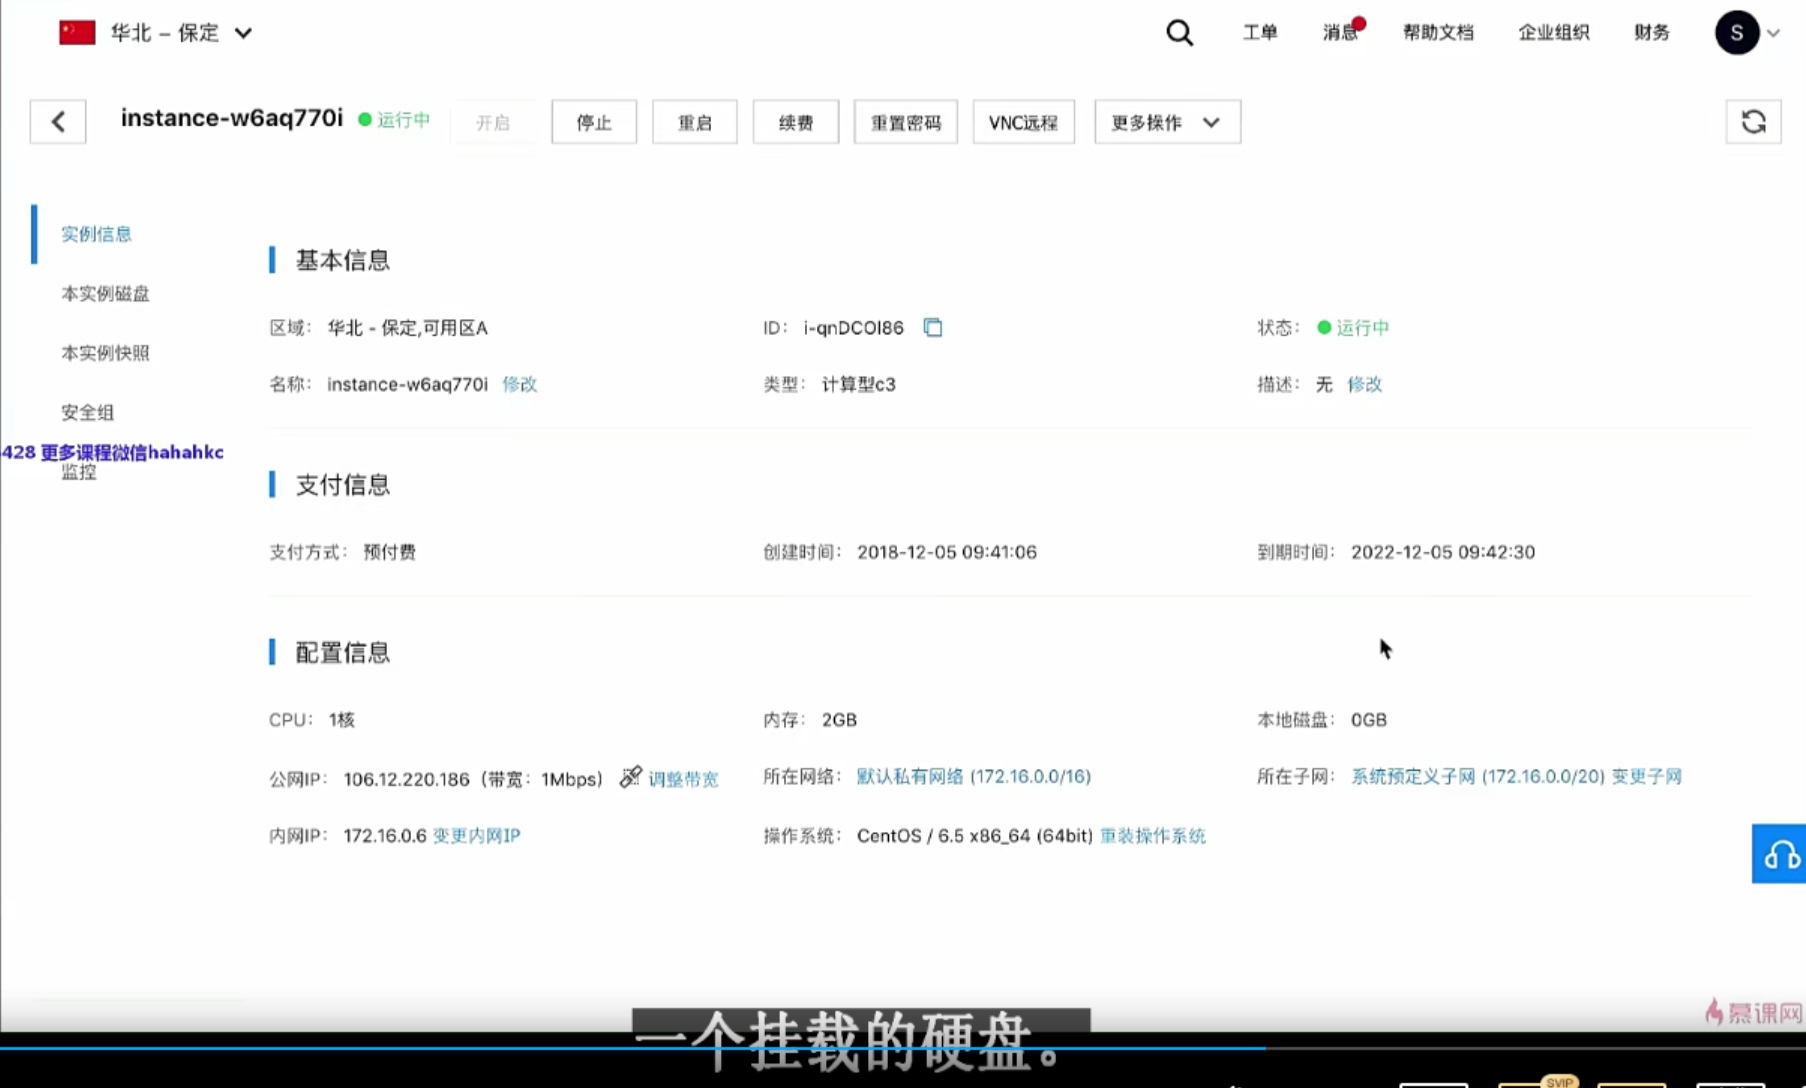 华北 – 保定
工单 消息 帮助文档 企业组织 财务 S
instance-w6aq770i 运行中 开启 停止 重启 续费 重置密码 VNC远程 更多操作
实例信息
本实例磁盘
本实例快照
安全组
428 更多课程微信hahahkc
监控
基本信息
区域： 华北 - 保定,可用区A ID： i-qnDCOI86 状态： 运行中
名称： instance-w6aq770i 修改 类型： 计算型c3 描述： 无 修改
支付信息
支付方式： 预付费 创建时间： 2018-12-05 09:41:06 到期时间： 2022-12-05 09:42:30
配置信息
CPU： 1核 内存： 2GB 本地磁盘： 0GB
公网IP： 106.12.220.186（带宽：1Mbps） 调整带宽 所在网络： 默认私有网络 (172.16.0.0/16) 所在子网： 系统预定义子网 (172.16.0.0/20) 变更子网
内网IP： 172.16.0.6 变更内网IP 操作系统： CentOS / 6.5 x86_64 (64bit) 重装操作系统
慕课网
一个挂载的硬盘。
SVIP